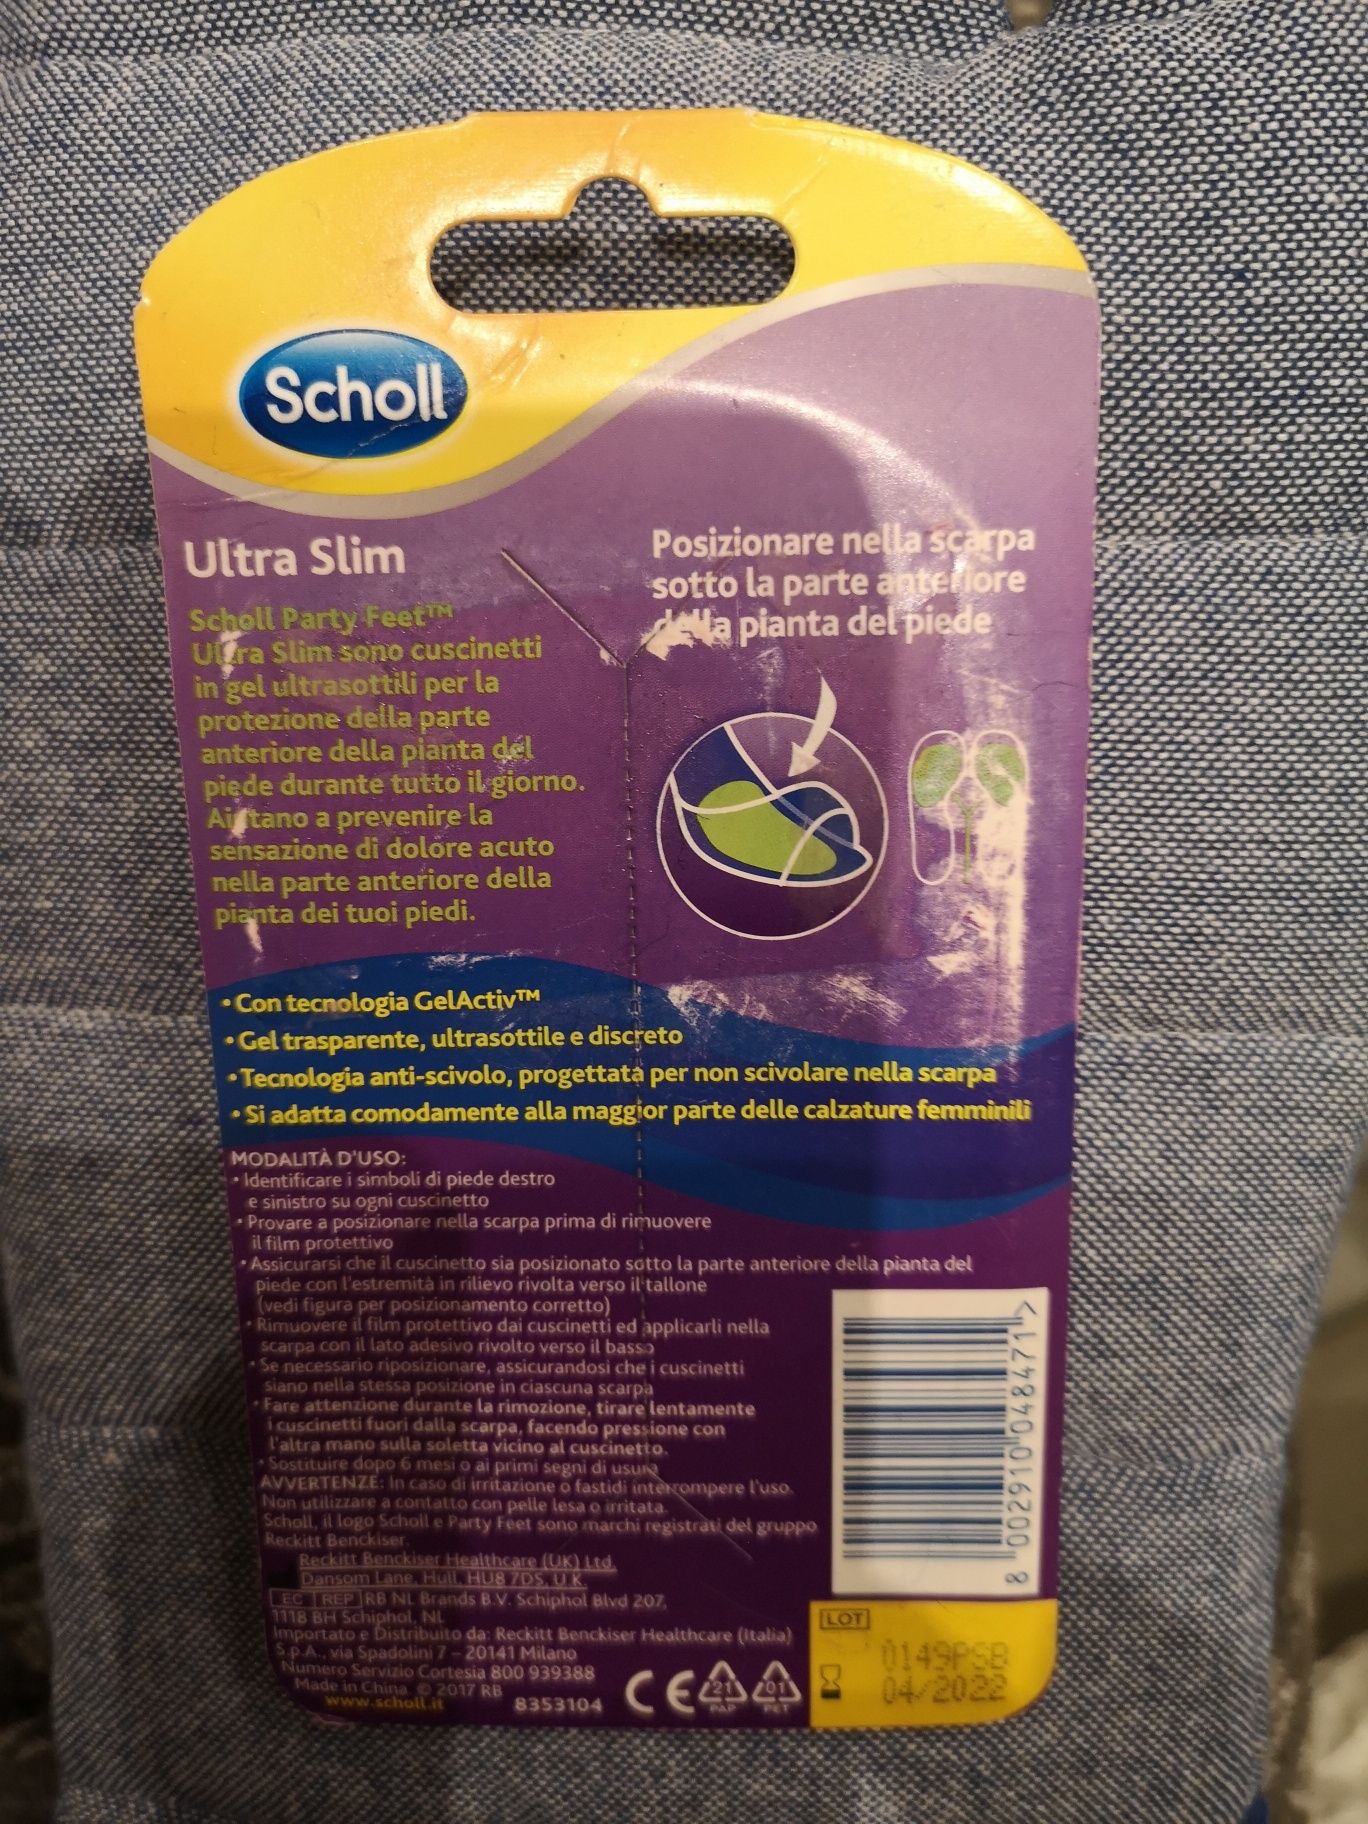 Scholl
Ultra Slim
Scholl Party Feet™
Ultra Slim sono cuscinetti
in gel ultrasottili per la
protezione della parte
anteriore della pianta del
piede durante tutto il giorno.
Aiutano a prevenire la
sensazione di dolore acuto
nella parte anteriore della
pianta dei tuoi piedi.
Posizionare nella scarpa
sotto la parte anteriore
della pianta del piede
• Con tecnologia GelActiv™
• Gel trasparente, ultrasottile e discreto
• Tecnologia anti-scivolo, progettata per non scivolare nella scarpa
• Si adatta comodamente alla maggior parte delle calzature femminili
MODALITÀ D'USO:
• Identificare i simboli di piede destro
e sinistro su ogni cuscinetto
• Provare a posizionare nella scarpa prima di rimuovere
il film protettivo
• Assicurarsi che il cuscinetto sia posizionato sotto la parte anteriore della pianta del
piede con l'estremità in rilievo rivolta verso il tallone
(vedi figura per posizionamento corretto)
• Rimuovere il film protettivo dai cuscinetti ed applicarli nella
scarpa con il lato adesivo rivolto verso il basso
• Se necessario riposizionare, assicurandosi che i cuscinetti
siano nella stessa posizione in ciascuna scarpa
• Fare attenzione durante la rimozione, tirare lentamente
i cuscinetti fuori dalla scarpa, facendo pressione con
l'altra mano sulla soletta vicino al cuscinetto.
• Sostituire dopo 6 mesi o ai primi segni di usura
AVVERTENZE: In caso di irritazione o fastidi interrompere l'uso.
Non utilizzare a contatto con pelle lesa o irritata.
Scholl, il logo Scholl e Party Feet sono marchi registrati del gruppo
Reckitt Benckiser.
Reckitt Benckiser Healthcare (UK) Ltd.
Dansom Lane, Hull, HU8 7DS, U.K.
EC REP RB NL Brands B.V. Schiphol Blvd 207,
1118 BH Schiphol, NL
Importato e Distribuito da: Reckitt Benckiser Healthcare (Italia)
S.p.A., via Spadolini 7 – 20141 Milano
Numero Servizio Cortesia 800 939388
Made in China © 2017 RB
www.scholl.it
8353104
CE
21
PAP
01
PET
8 002910 048471 >
LOT
0149PSB
04/2022